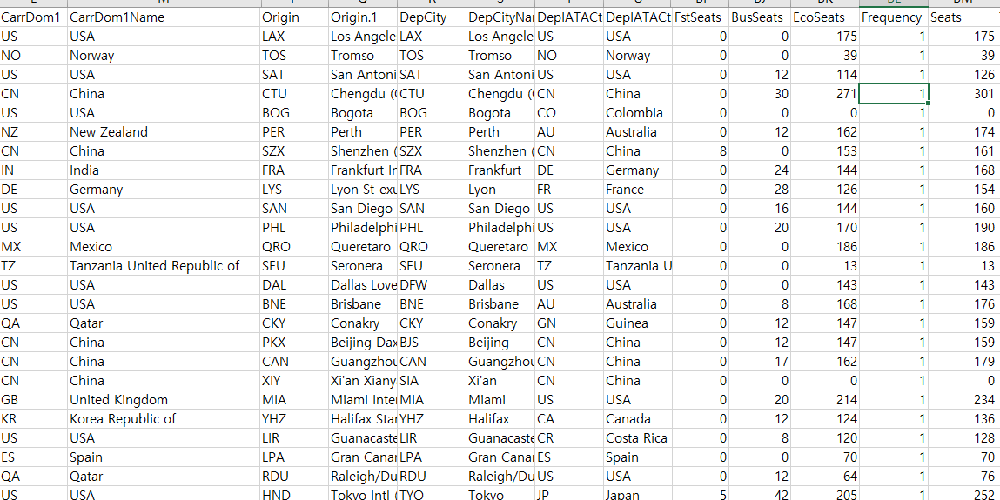 CarrDom1 CarrDom1Name Origin Origin.1 DepCity DepCityNar DepIATACt DepIATACt FstSeats BusSeats EcoSeats Frequency Seats
US USA LAX Los Angele LAX Los Angele US USA 0 0 175 1 175
NO Norway TOS Tromso TOS Tromso NO Norway 0 0 39 1 39
US USA SAT San Antoni SAT San Antoni US USA 0 12 114 1 126
CN China CTU Chengdu ( CTU Chengdu ( CN China 0 30 271 1 301
US USA BOG Bogota BOG Bogota CO Colombia 0 0 0 1 0
NZ New Zealand PER Perth PER Perth AU Australia 0 12 162 1 174
CN China SZX Shenzhen ( SZX Shenzhen ( CN China 8 0 153 1 161
IN India FRA Frankfurt Ir FRA Frankfurt DE Germany 0 24 144 1 168
DE Germany LYS Lyon St-exu LYS Lyon FR France 0 28 126 1 154
US USA SAN San Diego SAN San Diego US USA 0 16 144 1 160
US USA PHL Philadelphi PHL Philadelphi US USA 0 20 170 1 190
MX Mexico QRO Queretaro QRO Queretaro MX Mexico 0 0 186 1 186
TZ Tanzania United Republic of SEU Seronera SEU Seronera TZ Tanzania U 0 0 13 1 13
US USA DAL Dallas Love DFW Dallas US USA 0 0 143 1 143
US USA BNE Brisbane BNE Brisbane AU Australia 0 8 168 1 176
QA Qatar CKY Conakry CKY Conakry GN Guinea 0 12 147 1 159
CN China PKX Beijing Dax BJS Beijing CN China 0 12 147 1 159
CN China CAN Guangzhou CAN Guangzhou CN China 0 17 162 1 179
CN China XIY Xi'an Xiany SIA Xi'an CN China 0 0 0 1 0
GB United Kingdom MIA Miami Inte MIA Miami US USA 0 20 214 1 234
KR Korea Republic of YHZ Halifax Star YHZ Halifax CA Canada 0 12 124 1 136
US USA LIR Guanacaste LIR Guanacaste CR Costa Rica 0 8 120 1 128
ES Spain LPA Gran Canar LPA Gran Canar ES Spain 0 0 70 1 70
QA Qatar RDU Raleigh/Du RDU Raleigh/Du US USA 0 12 64 1 76
US USA HND Tokyo Intl ( TYO Tokyo JP Japan 5 42 205 1 252